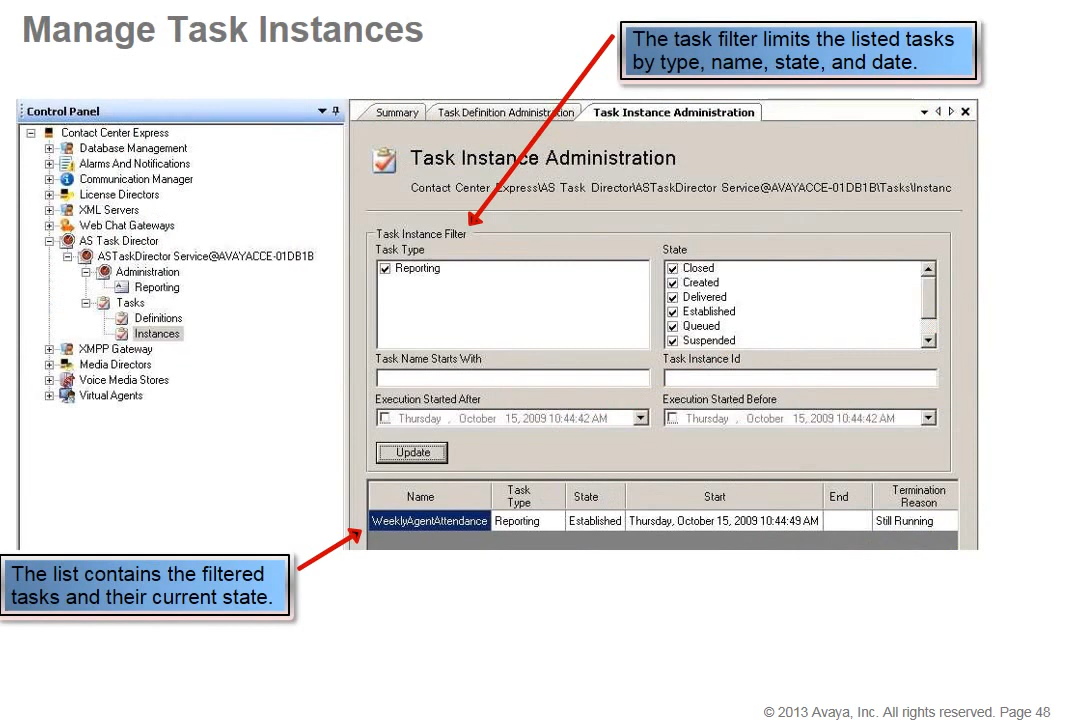 Manage Task Instances
The task filter limits the listed tasks
by type, name, state, and date.
Control Panel
Contact Center Express
Database Management
Alarms And Notifications
Communication Manager
License Directors
XML Servers
Web Chat Gateways
AS Task Director
ASTaskDirector Service@AVAYACCE-01DB1B
Administration
Reporting
Tasks
Definitions
Instances
XMPP Gateway
Media Directors
Voice Media Stores
Virtual Agents
Summary
Task Definition Administration
Task Instance Administration
Task Instance Administration
Contact Center Express\AS Task Director\ASTaskDirector Service@AVAYACCE-01DB1B\Tasks\Instanc
Task Instance Filter
Task Type
Reporting
State
Closed
Created
Delivered
Established
Queued
Suspended
Task Name Starts With
Task Instance Id
Execution Started After
Execution Started Before
Thursday , October 15, 2009 10:44:42 AM
Thursday , October 15, 2009 10:44:42 AM
Update
Name
Task
Type
State
Start
End
Termination
Reason
WeeklyAgentAttendance
Reporting
Established
Thursday, October 15, 2009 10:44:49 AM
Still Running
The list contains the filtered
tasks and their current state.
© 2013 Avaya, Inc. All rights reserved. Page 48